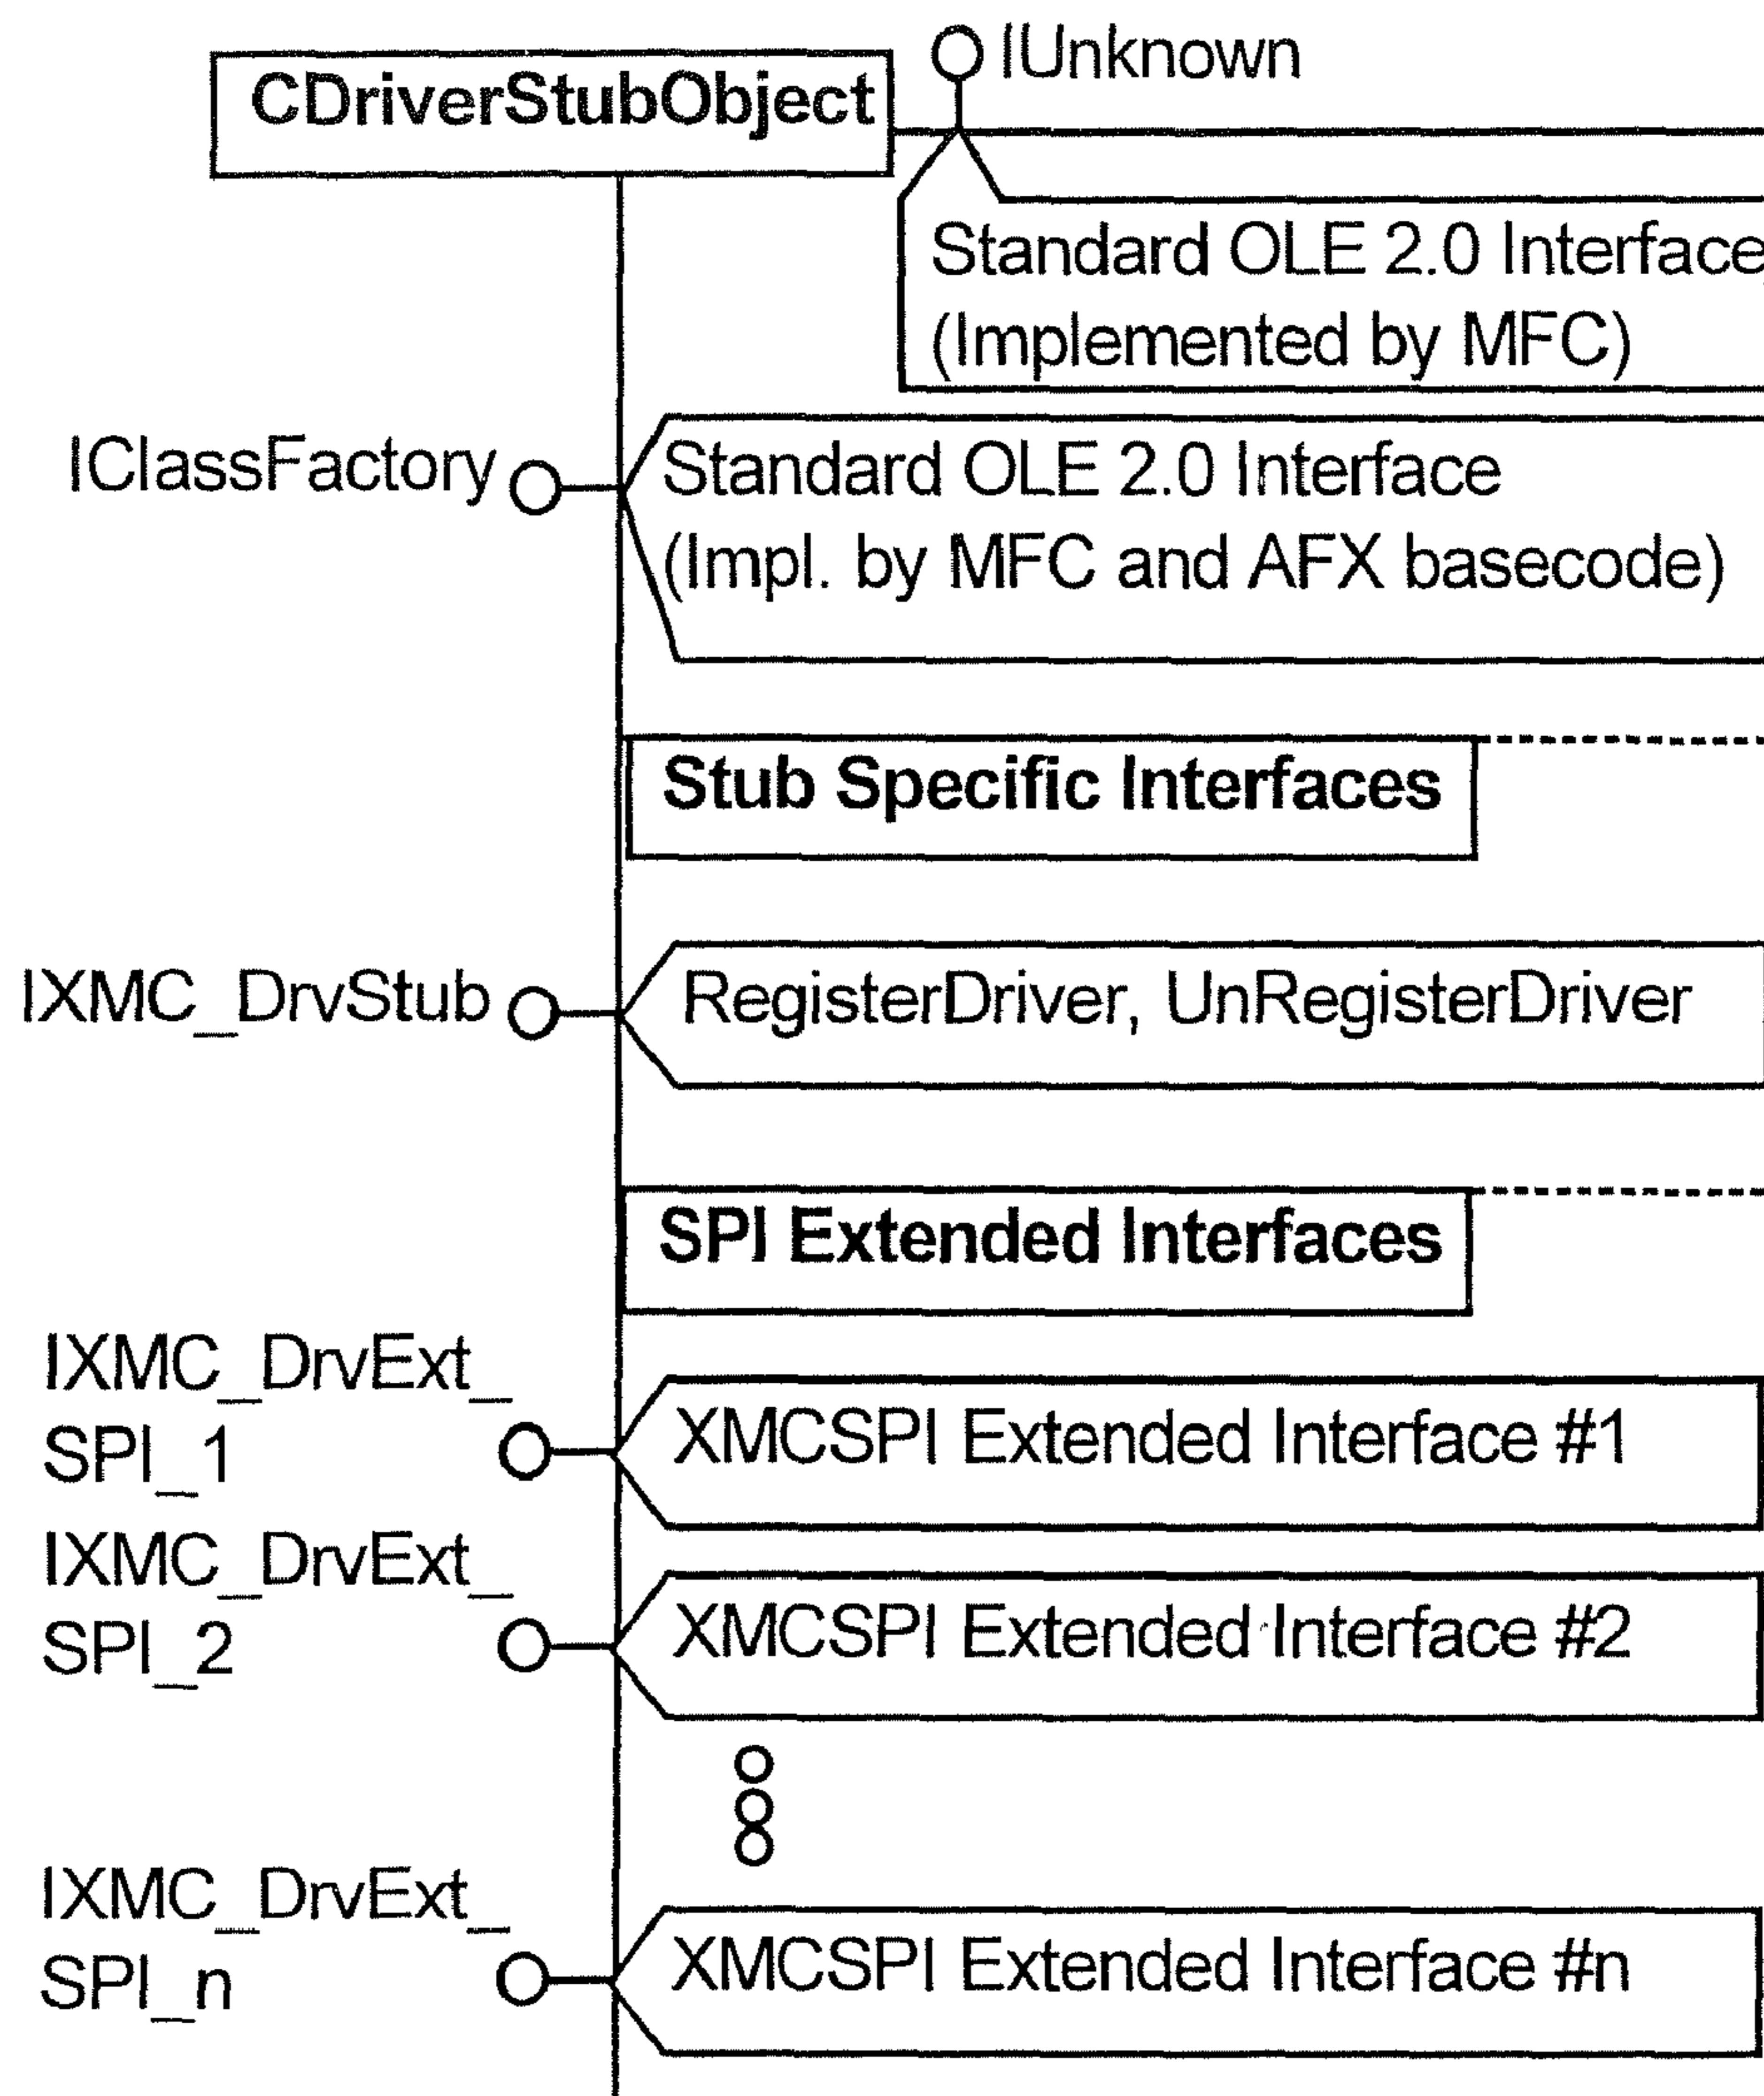 CDriverStubObject
IUnknown
Standard OLE 2.0 Interface
(Implemented by MFC)
IClassFactory
Standard OLE 2.0 Interface
(Impl. by MFC and AFX basecode)
Stub Specific Interfaces
IXMC_DrvStub
RegisterDriver, UnRegisterDriver
SPI Extended Interfaces
IXMC_DrvExt_
SPI_1
XMCSPI Extended Interface #1
IXMC_DrvExt_
SPI_2
XMCSPI Extended Interface #2
IXMC_DrvExt_
SPI_n
XMCSPI Extended Interface #n